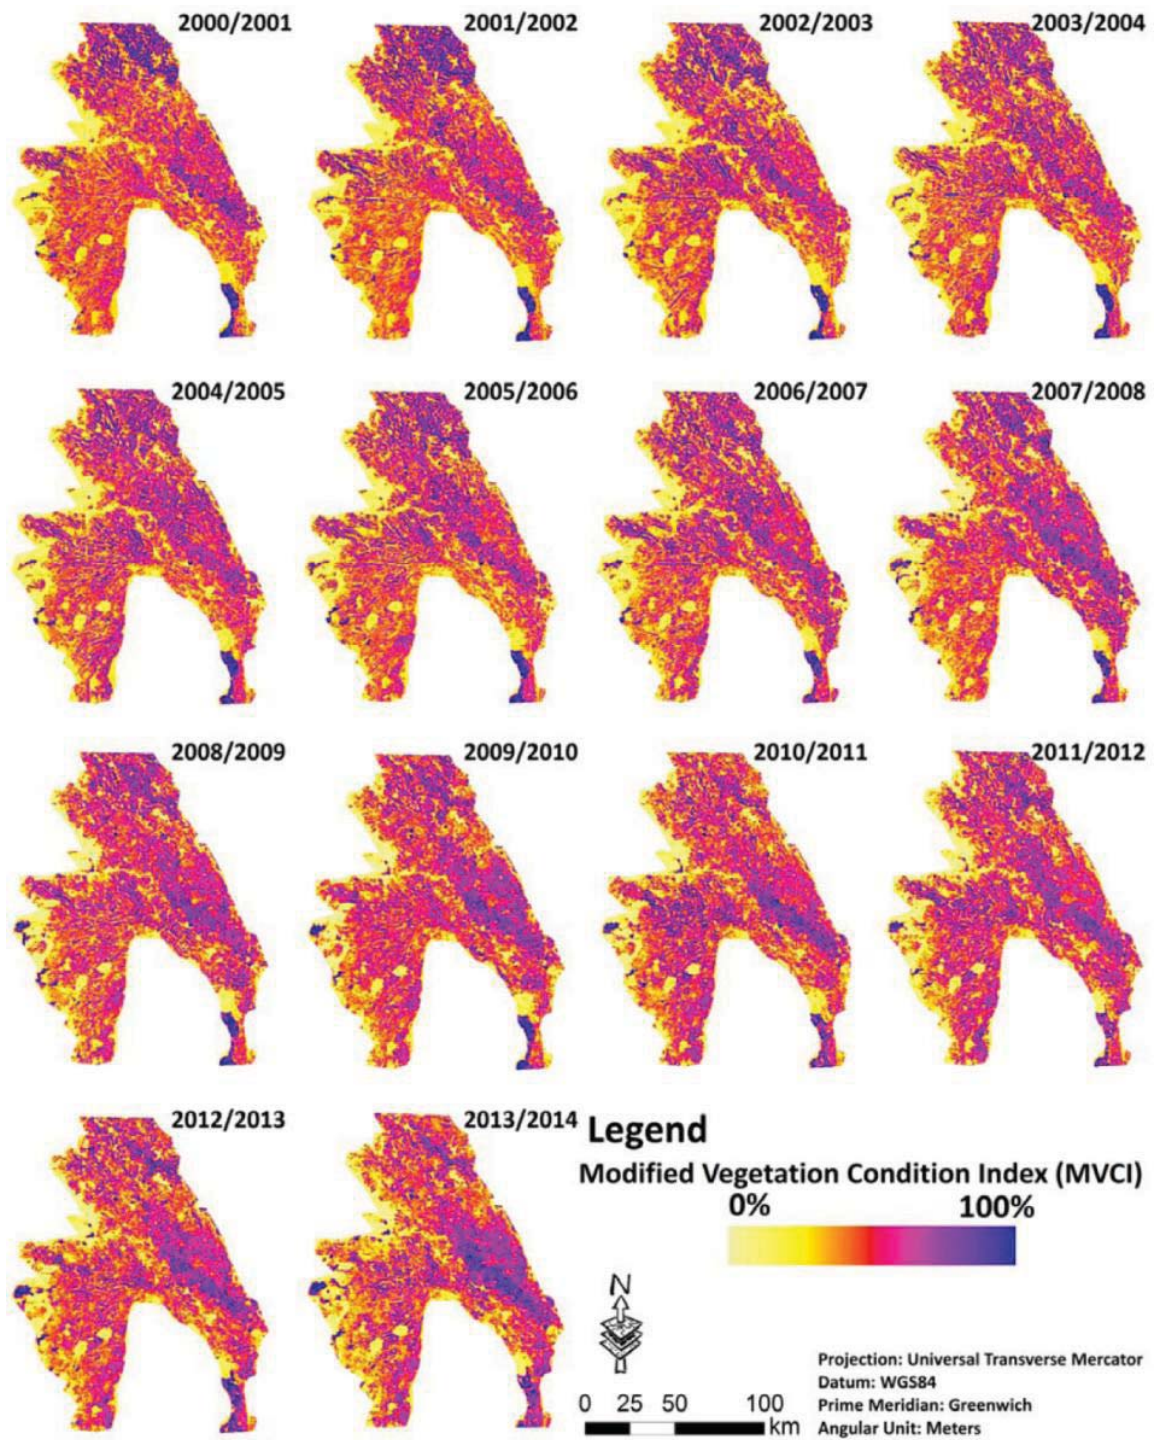 2000/2001
2001/2002
2002/2003
2003/2004
2004/2005
2005/2006
2006/2007
2007/2008
2008/2009
2009/2010
2010/2011
2011/2012
2012/2013
2013/2014
Legend
Modified Vegetation Condition Index (MVCI)
0% 100%
N
0 25 50 100
km
Projection: Universal Transverse Mercator
Datum: WGS84
Prime Meridian: Greenwich
Angular Unit: Meters